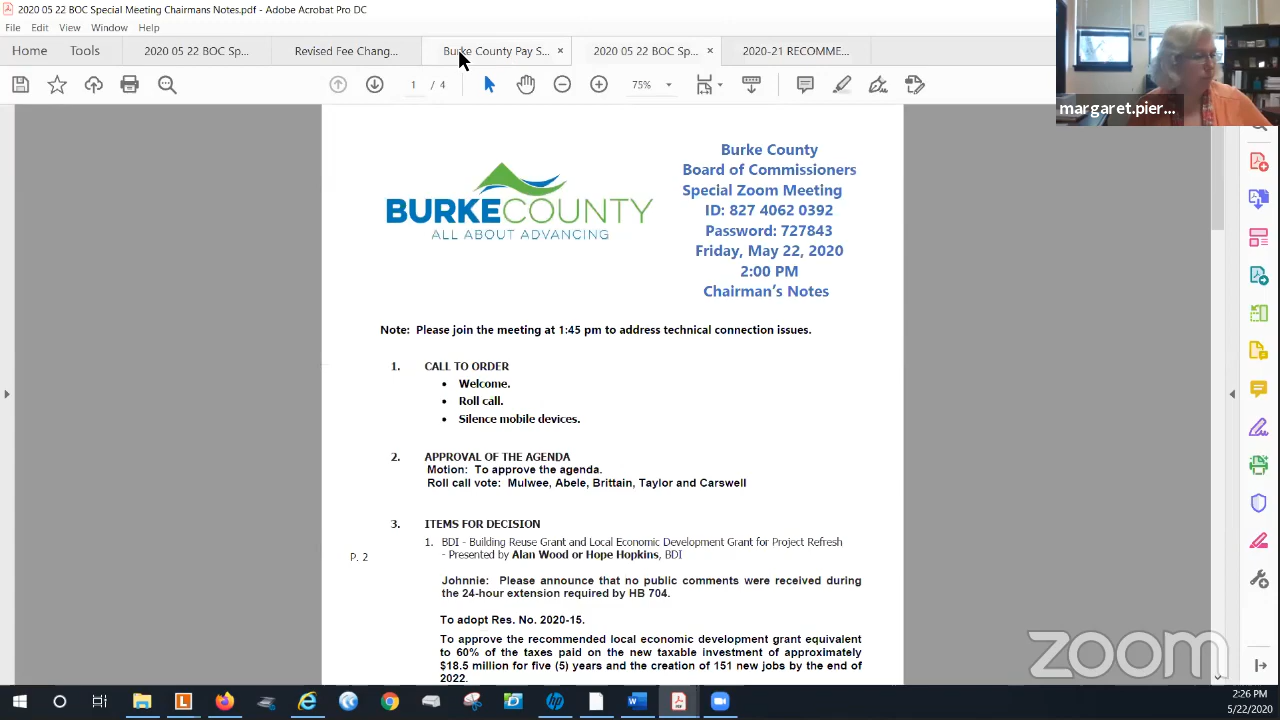 2020 05 22 BOC Special Meeting Chairmans Notes.pdf - Adobe Acrobat Pro DC
File Edit View Window Help
Home Tools 2020 05 22 BOC Sp... Revised Fee Chang... Burke County Pay S... × 2020 05 22 BOC Sp... × 2020-21 RECOMME...
1 / 4 75%
margaret.pier...
BURKECOUNTY
ALL ABOUT ADVANCING
Burke County
Board of Commissioners
Special Zoom Meeting
ID: 827 4062 0392
Password: 727843
Friday, May 22, 2020
2:00 PM
Chairman's Notes
Note: Please join the meeting at 1:45 pm to address technical connection issues.
1. CALL TO ORDER
• Welcome.
• Roll call.
• Silence mobile devices.
2. APPROVAL OF THE AGENDA
Motion: To approve the agenda.
Roll call vote: Mulwee, Abele, Brittain, Taylor and Carswell
3. ITEMS FOR DECISION
1. BDI - Building Reuse Grant and Local Economic Development Grant for Project Refresh
P. 2 - Presented by Alan Wood or Hope Hopkins, BDI
Johnnie: Please announce that no public comments were received during
the 24-hour extension required by HB 704.
To adopt Res. No. 2020-15.
To approve the recommended local economic development grant equivalent
to 60% of the taxes paid on the new taxable investment of approximately
$18.5 million for five (5) years and the creation of 151 new jobs by the end of
2022.
zoom
2:26 PM
5/22/2020